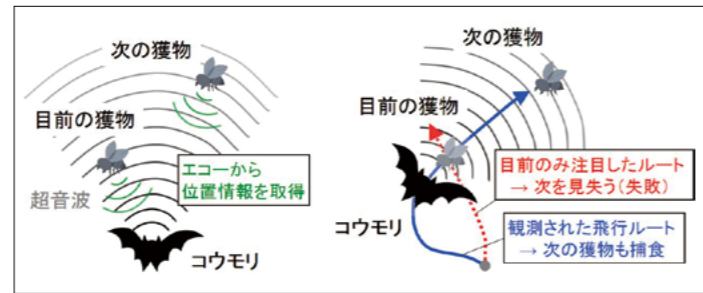 次の獲物
目前の獲物
超音波
エコーから
位置情報を取得
コウモリ
次の獲物
目前の獲物
目前のみ注目したルート
→ 次を見失う(失敗)
コウモリ
観測された飛行ルート
→ 次の獲物も捕食